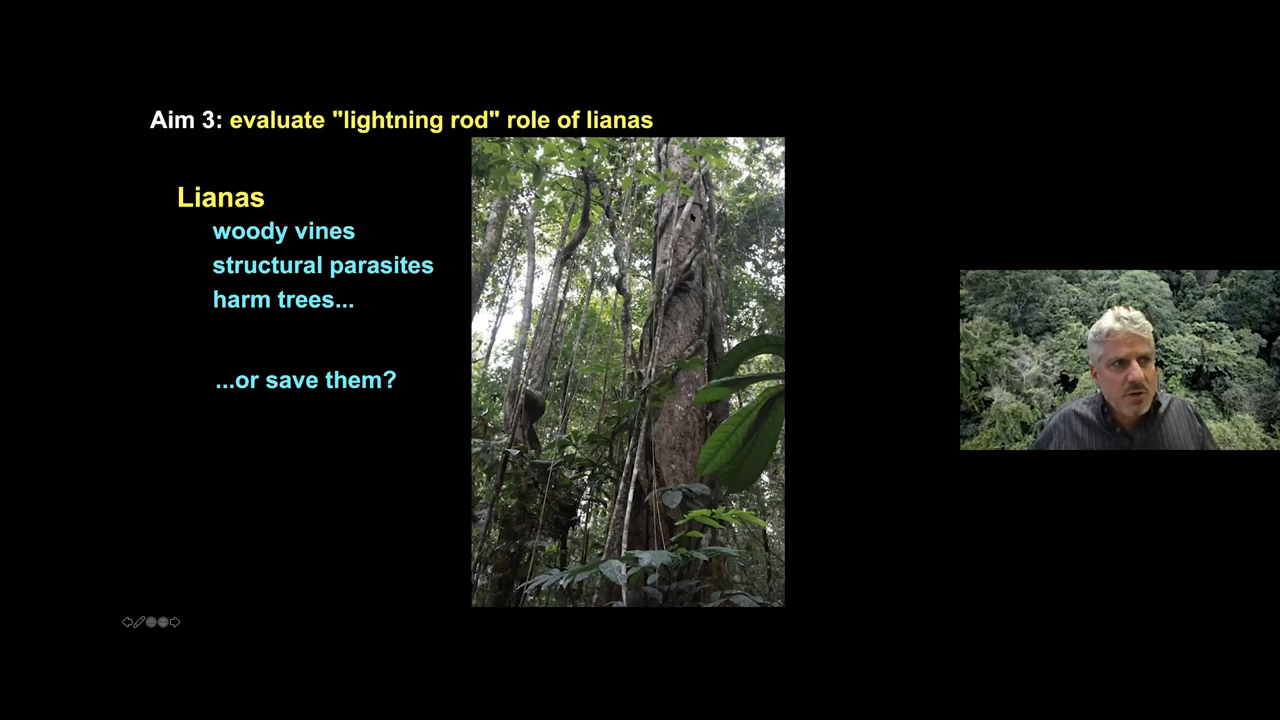 Aim 3: evaluate "lightning rod" role of lianas
Lianas
woody vines
structural parasites
harm trees...
...or save them?